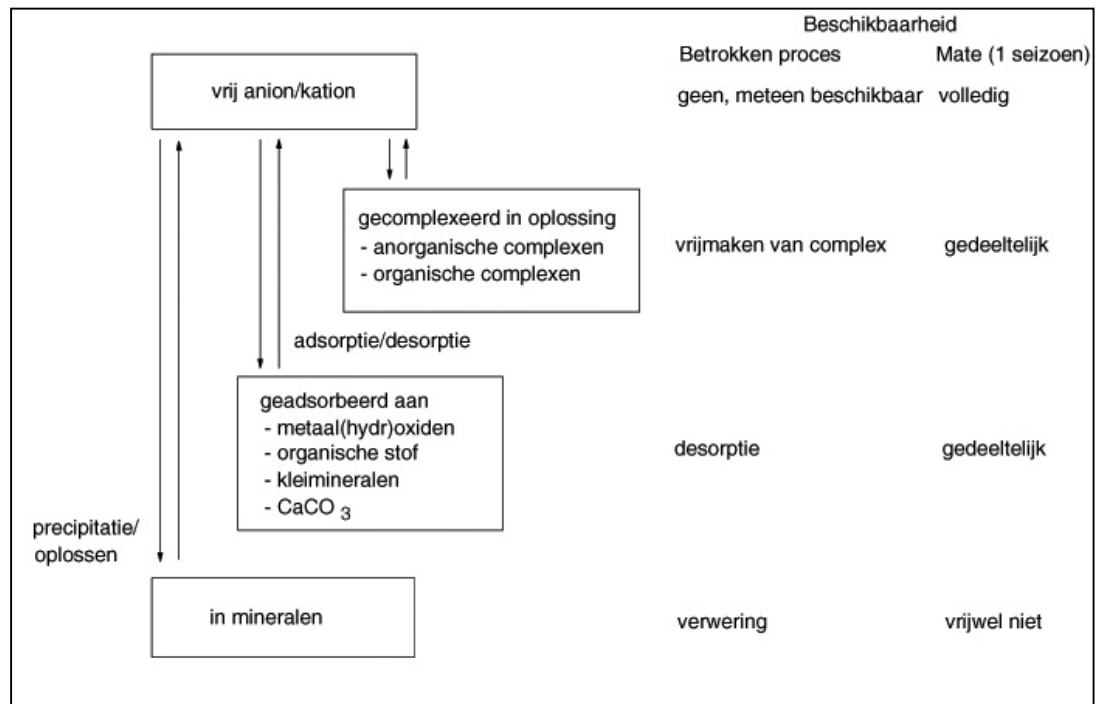 Beschikbaarheid
Betrokken proces Mate (1 seizoen)
vrij anion/kation
geen, meteen beschikbaar volledig
gecomplexeerd in oplossing
- anorganische complexen
- organische complexen
vrijmaken van complex gedeeltelijk
adsorptie/desorptie
geadsorbeerd aan
- metaal(hydr)oxiden
- organische stof
- kleimineralen
- CaCO 3
desorptie gedeeltelijk
precipitatie/
oplossen
in mineralen
verwering vrijwel niet